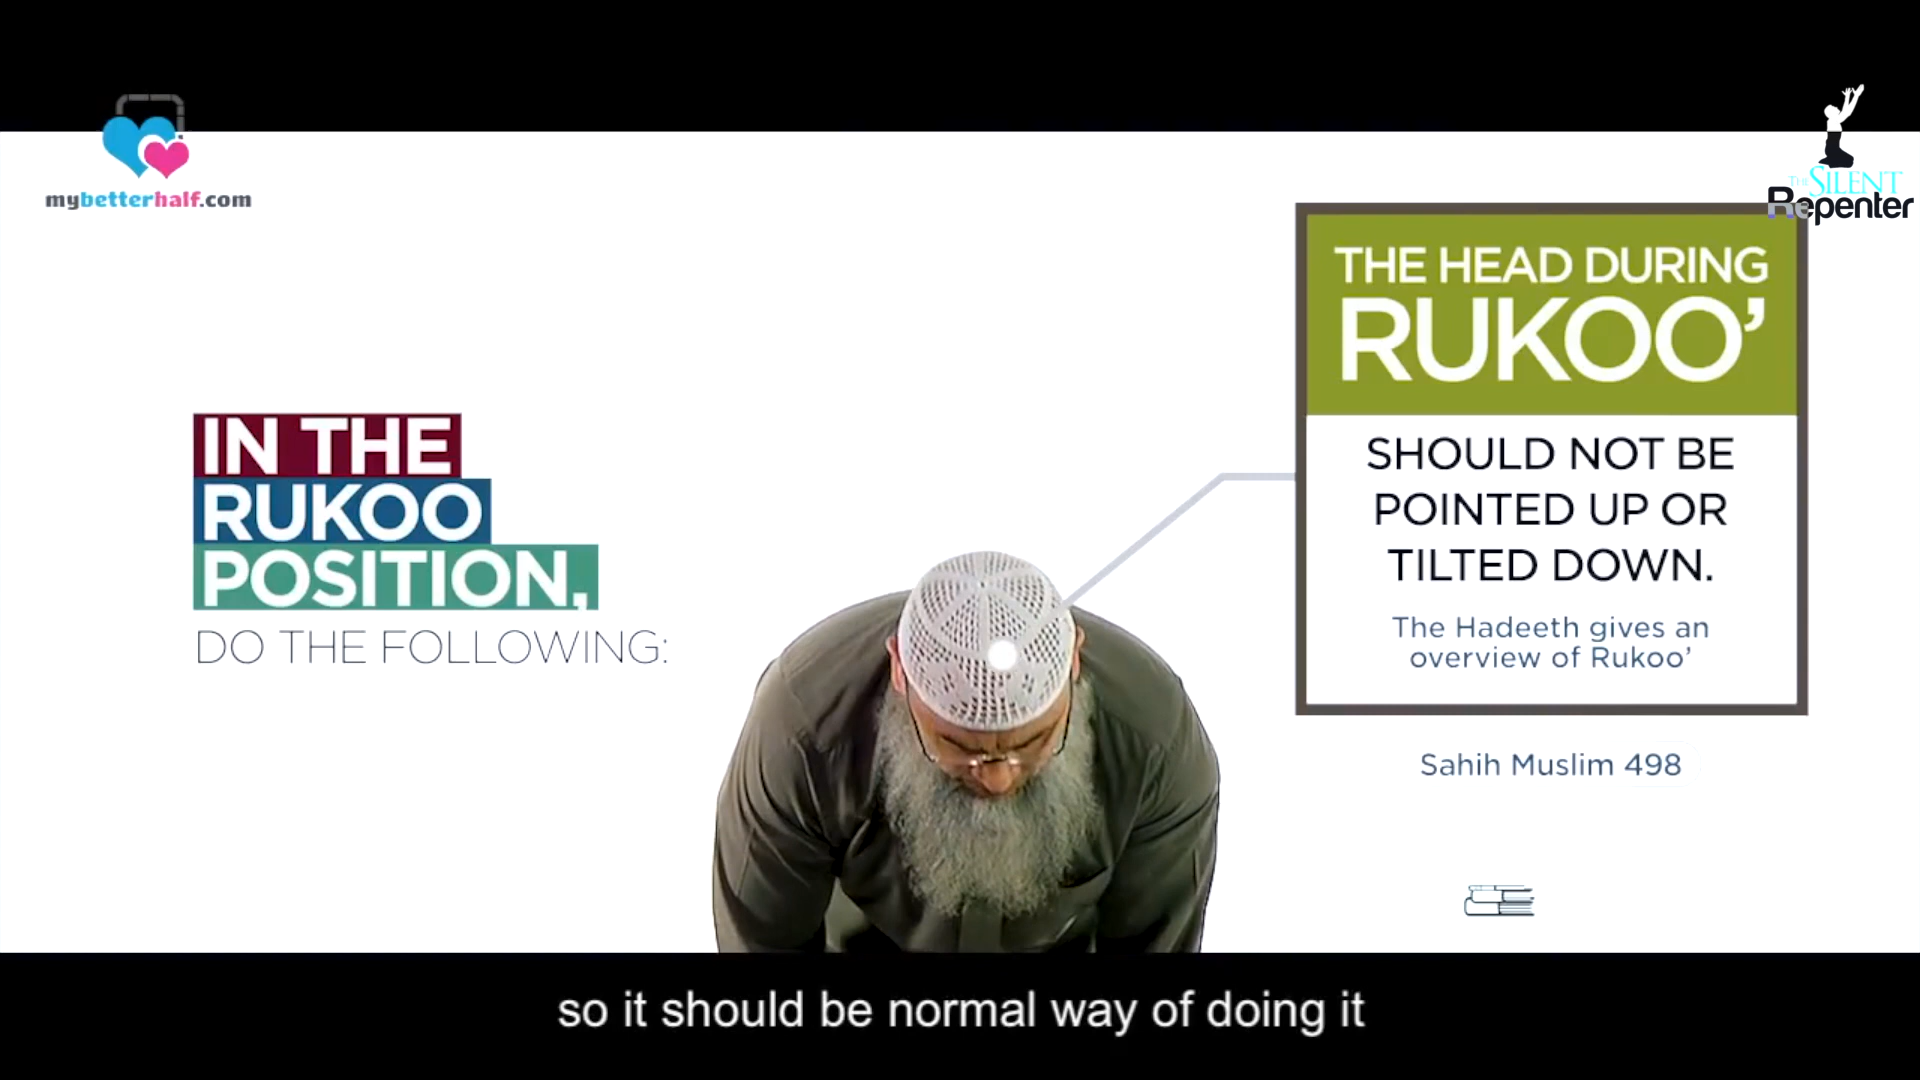 mybetterhalf.com
THE SILENT
Repenter
THE HEAD DURING
RUKOO’
SHOULD NOT BE
POINTED UP OR
TILTED DOWN.
The Hadeeth gives an
overview of Rukoo’
Sahih Muslim 498
IN THE
RUKOO
POSITION,
DO THE FOLLOWING:
so it should be normal way of doing it